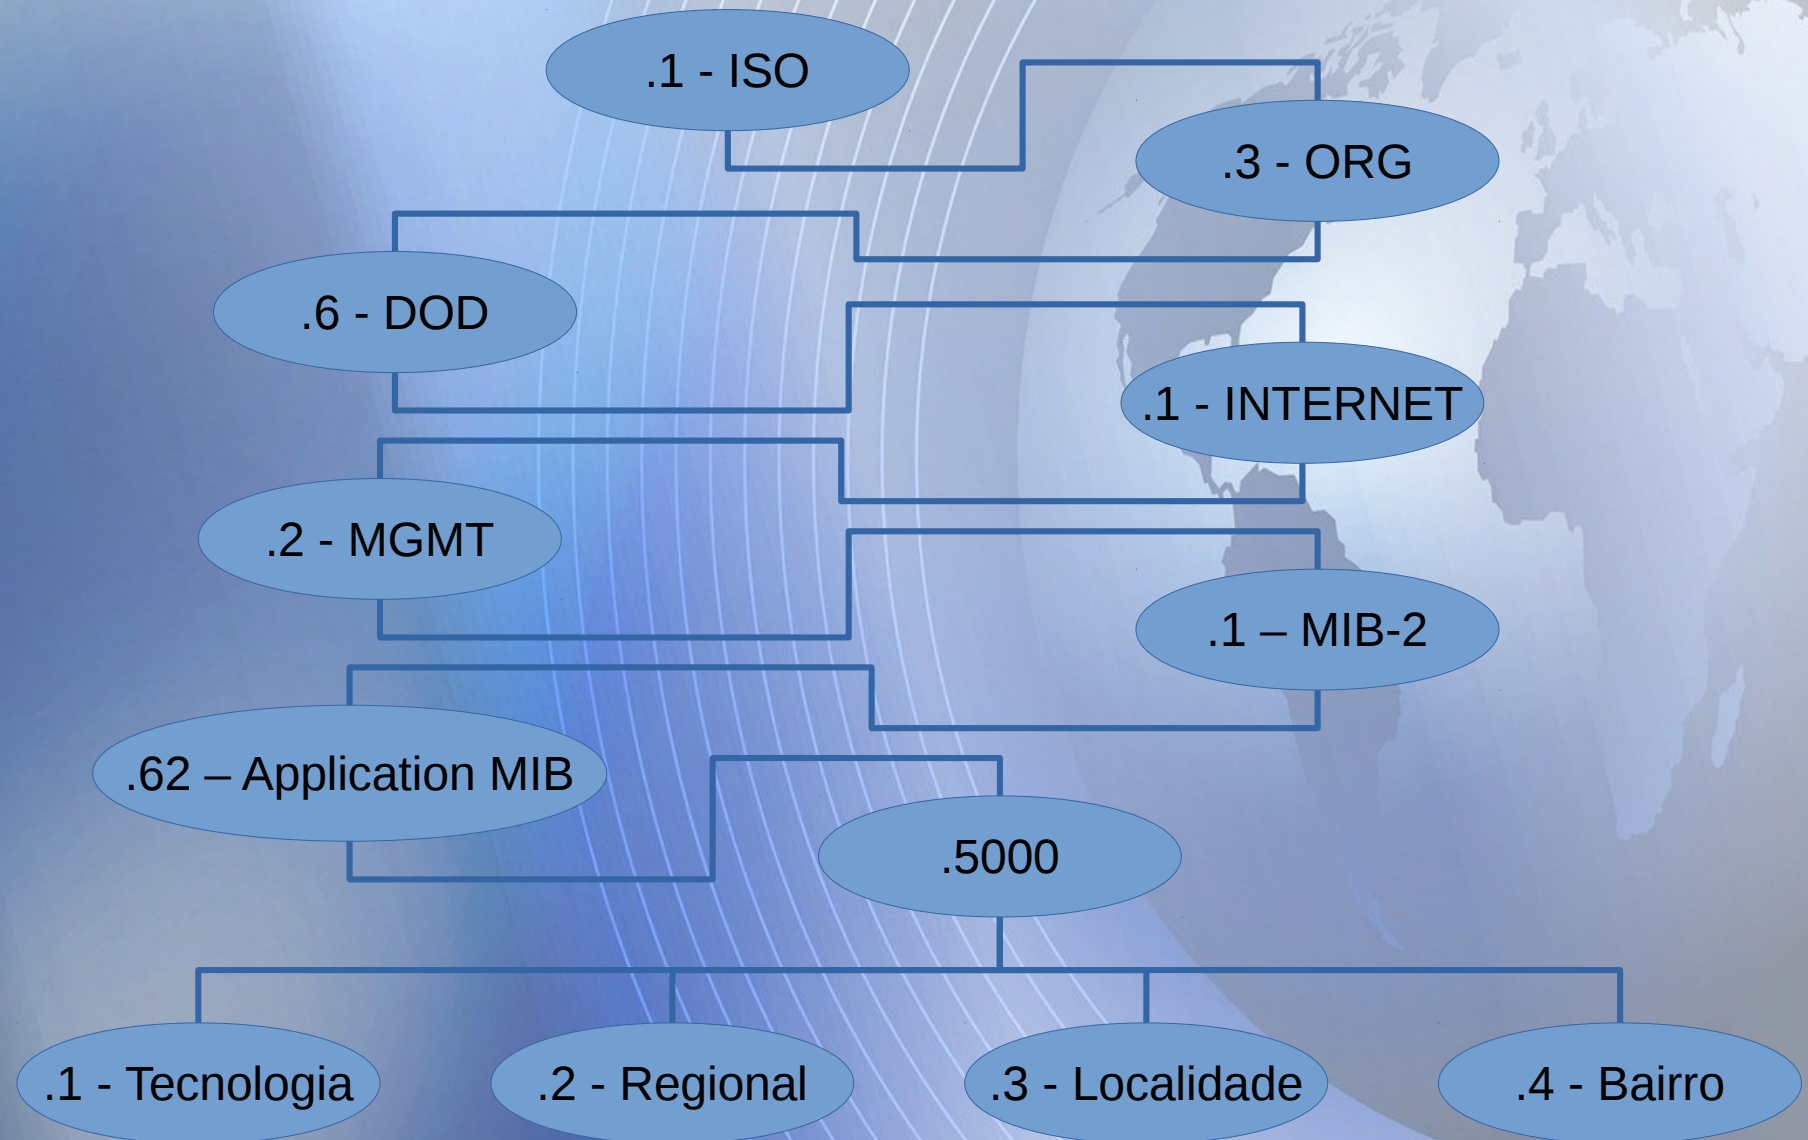 .1 - ISO
.3 - ORG
.6 - DOD
.1 - INTERNET
.2 - MGMT
.1 – MIB-2
.62 – Application MIB
.5000
.1 - Tecnologia
.2 - Regional
.3 - Localidade
.4 - Bairro